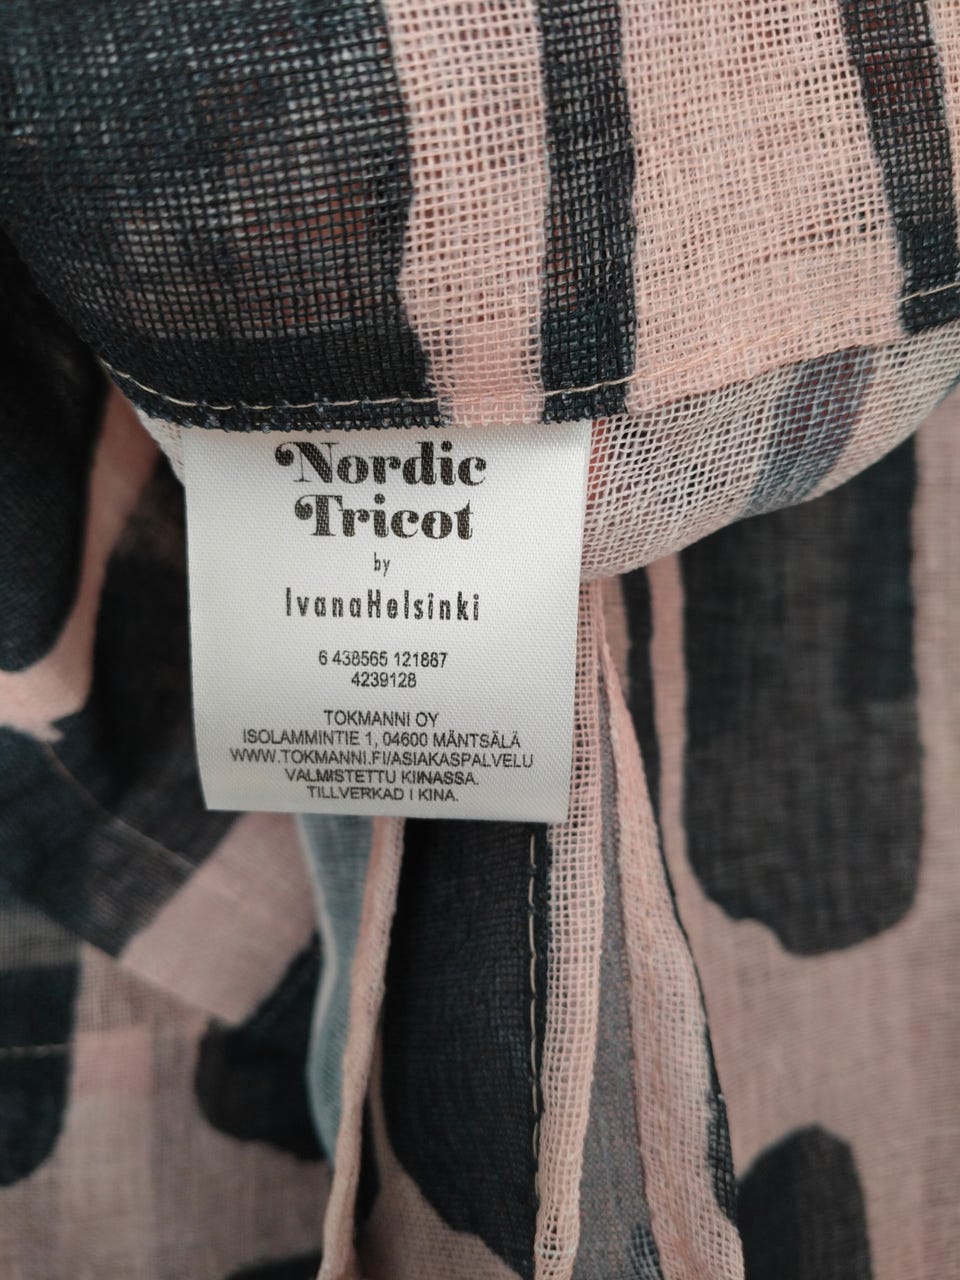 Nordic
Tricot
by
IvanaHelsinki
6 438565 121887
4239128
TOKMANNI OY
ISOLAMMINTIE 1, 04600 MÄNTSÄLÄ
WWW.TOKMANNI.FI/ASIAKASPALVELU
VALMISTETTU KIINASSA.
TILLVERKAD I KINA.